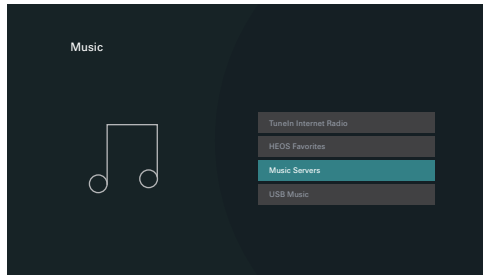 Music
TuneIn Internet Radio
HEOS Favorites
Music Servers
USB Music